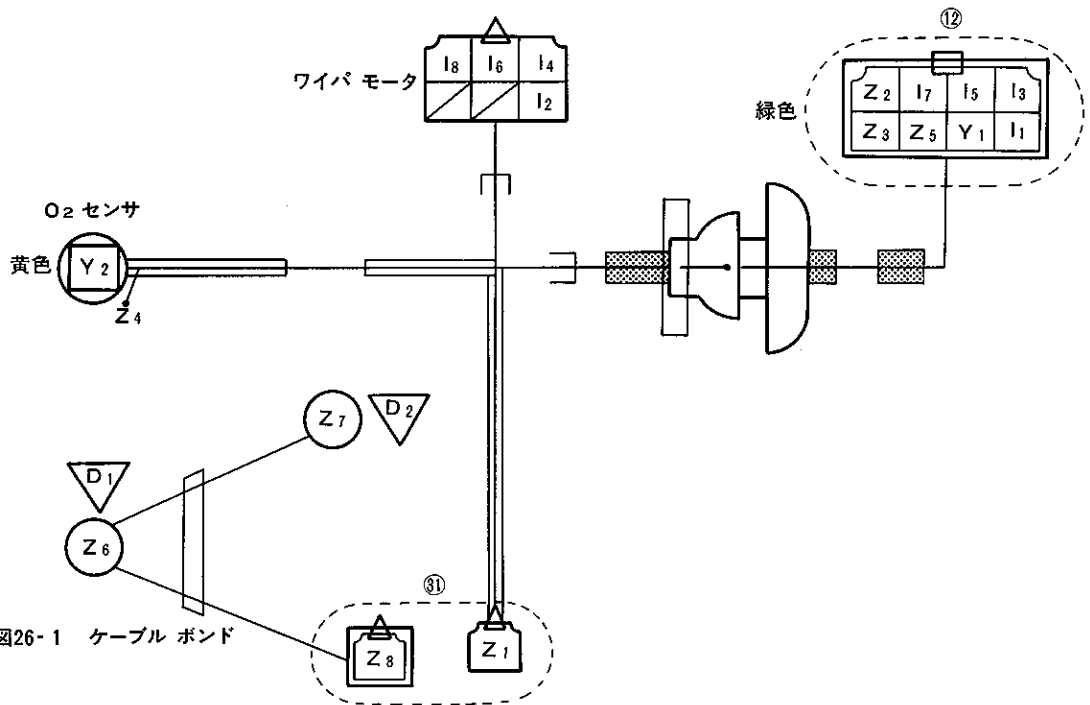 ⑫
I8 I6 I4
ワイパ モータ
I2
Z2 I7 I5 I3
緑色
Z3 Z5 Y1 I1
O2 センサ
黄色
Y2
Z4
Z7 D2
D1
Z6
㉛
図26-1 ケーブル ボンド
Z8 Z1